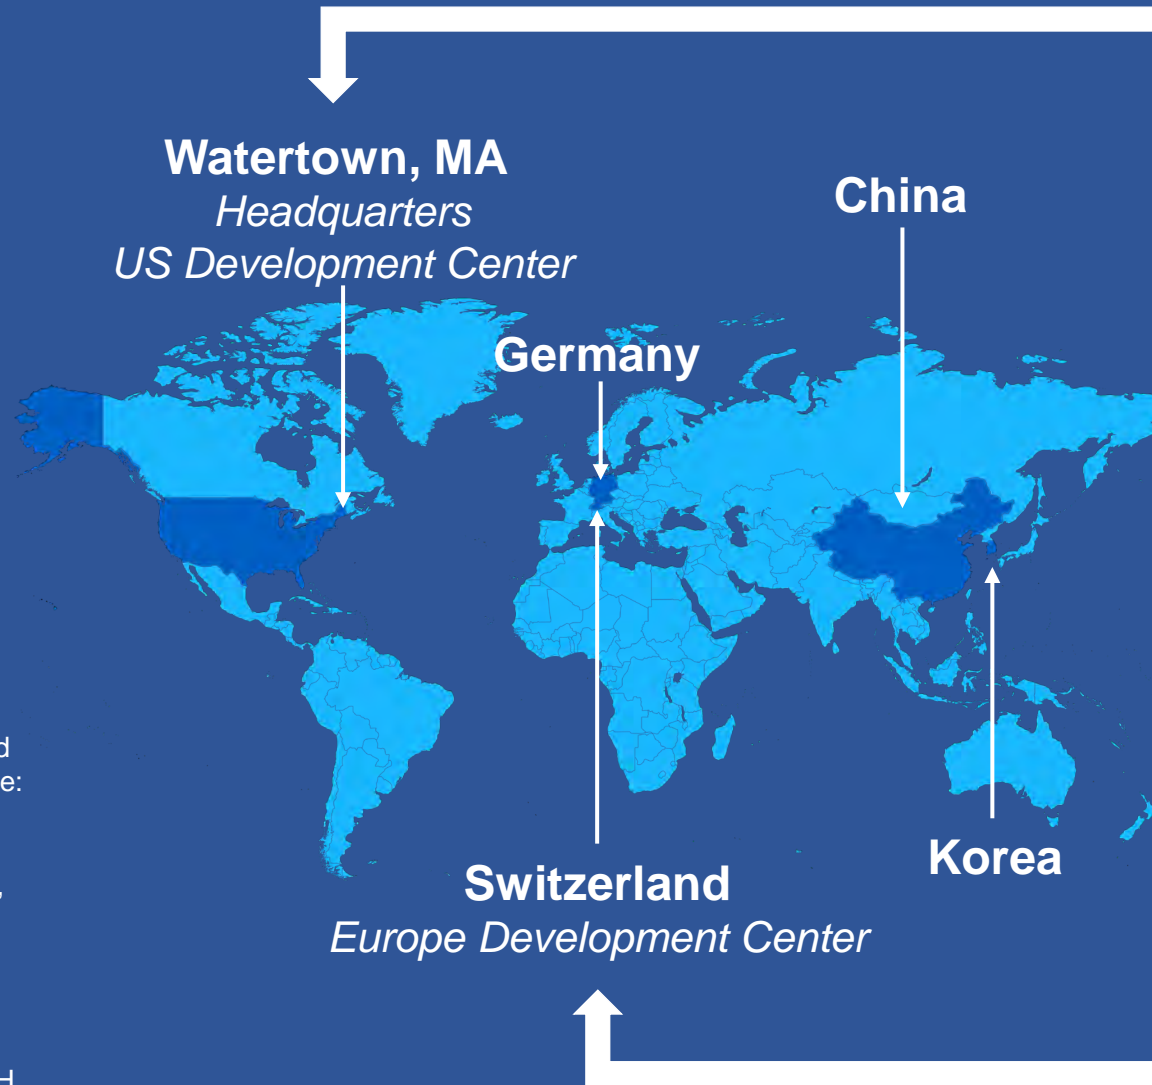 Watertown, MA
Headquarters
US Development Center
China
Germany
Korea
Switzerland
Europe Development Center